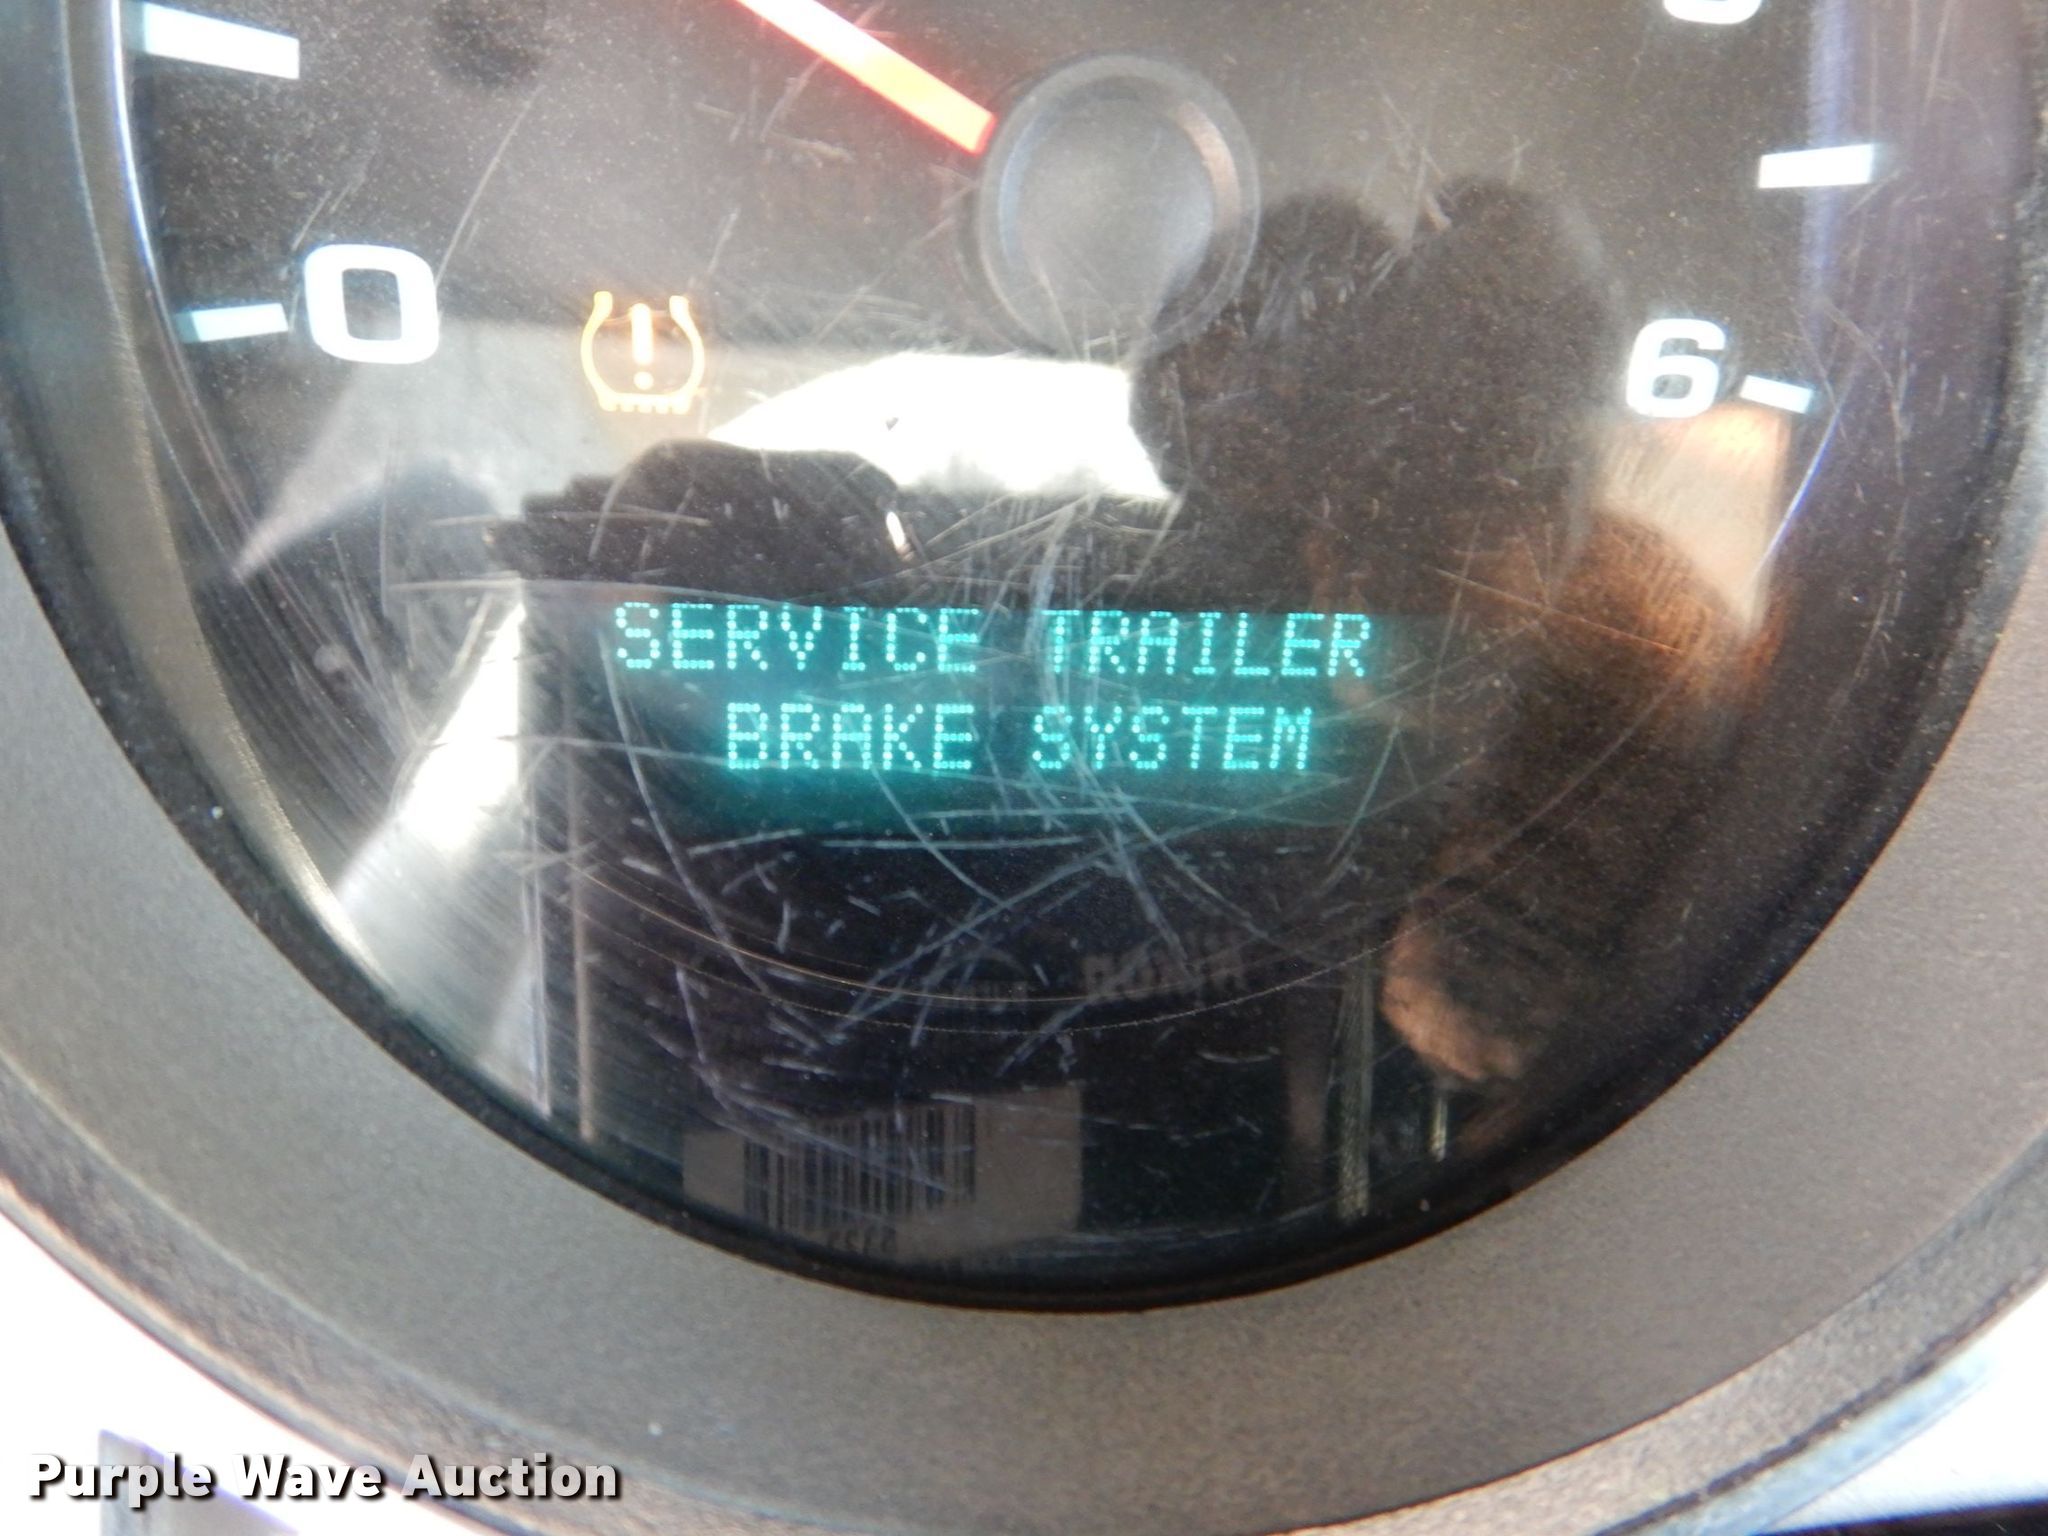 0
6
SERVICE TRAILER
BRAKE SYSTEM
Purple Wave Auction